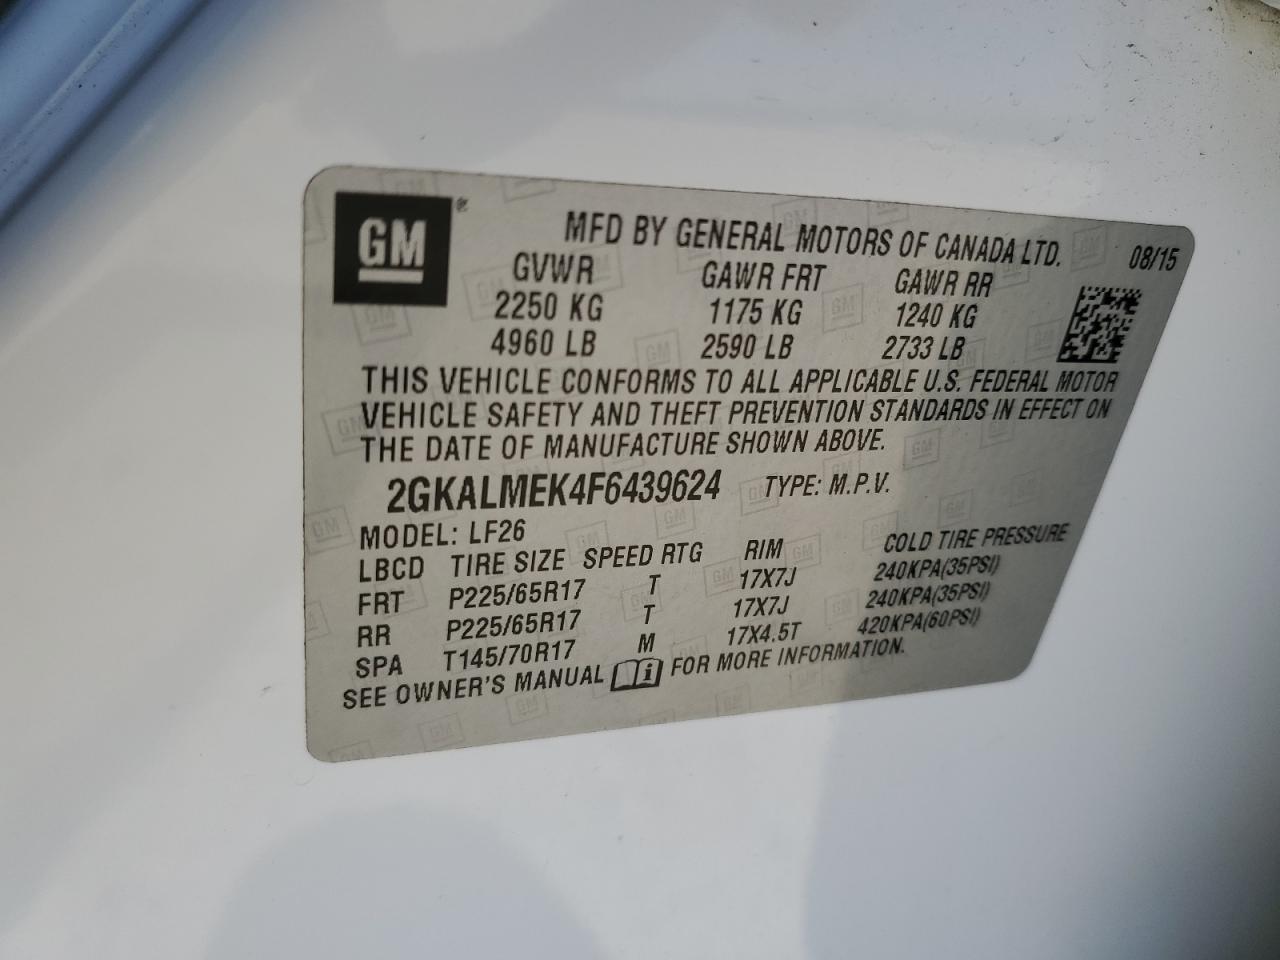 GM ®
MFD BY GENERAL MOTORS OF CANADA LTD. 08/15
GVWR GAWR FRT GAWR RR
2250 KG 1175 KG 1240 KG
4960 LB 2590 LB 2733 LB
THIS VEHICLE CONFORMS TO ALL APPLICABLE U.S. FEDERAL MOTOR
VEHICLE SAFETY AND THEFT PREVENTION STANDARDS IN EFFECT ON
THE DATE OF MANUFACTURE SHOWN ABOVE.
2GKALMEK4F6439624 TYPE: M.P.V.
MODEL: LF26
LBCD TIRE SIZE SPEED RTG RIM COLD TIRE PRESSURE
FRT P225/65R17 T 17X7J 240KPA(35PSI)
RR P225/65R17 T 17X7J 240KPA(35PSI)
SPA T145/70R17 M 17X4.5T 420KPA(60PSI)
SEE OWNER'S MANUAL i FOR MORE INFORMATION.